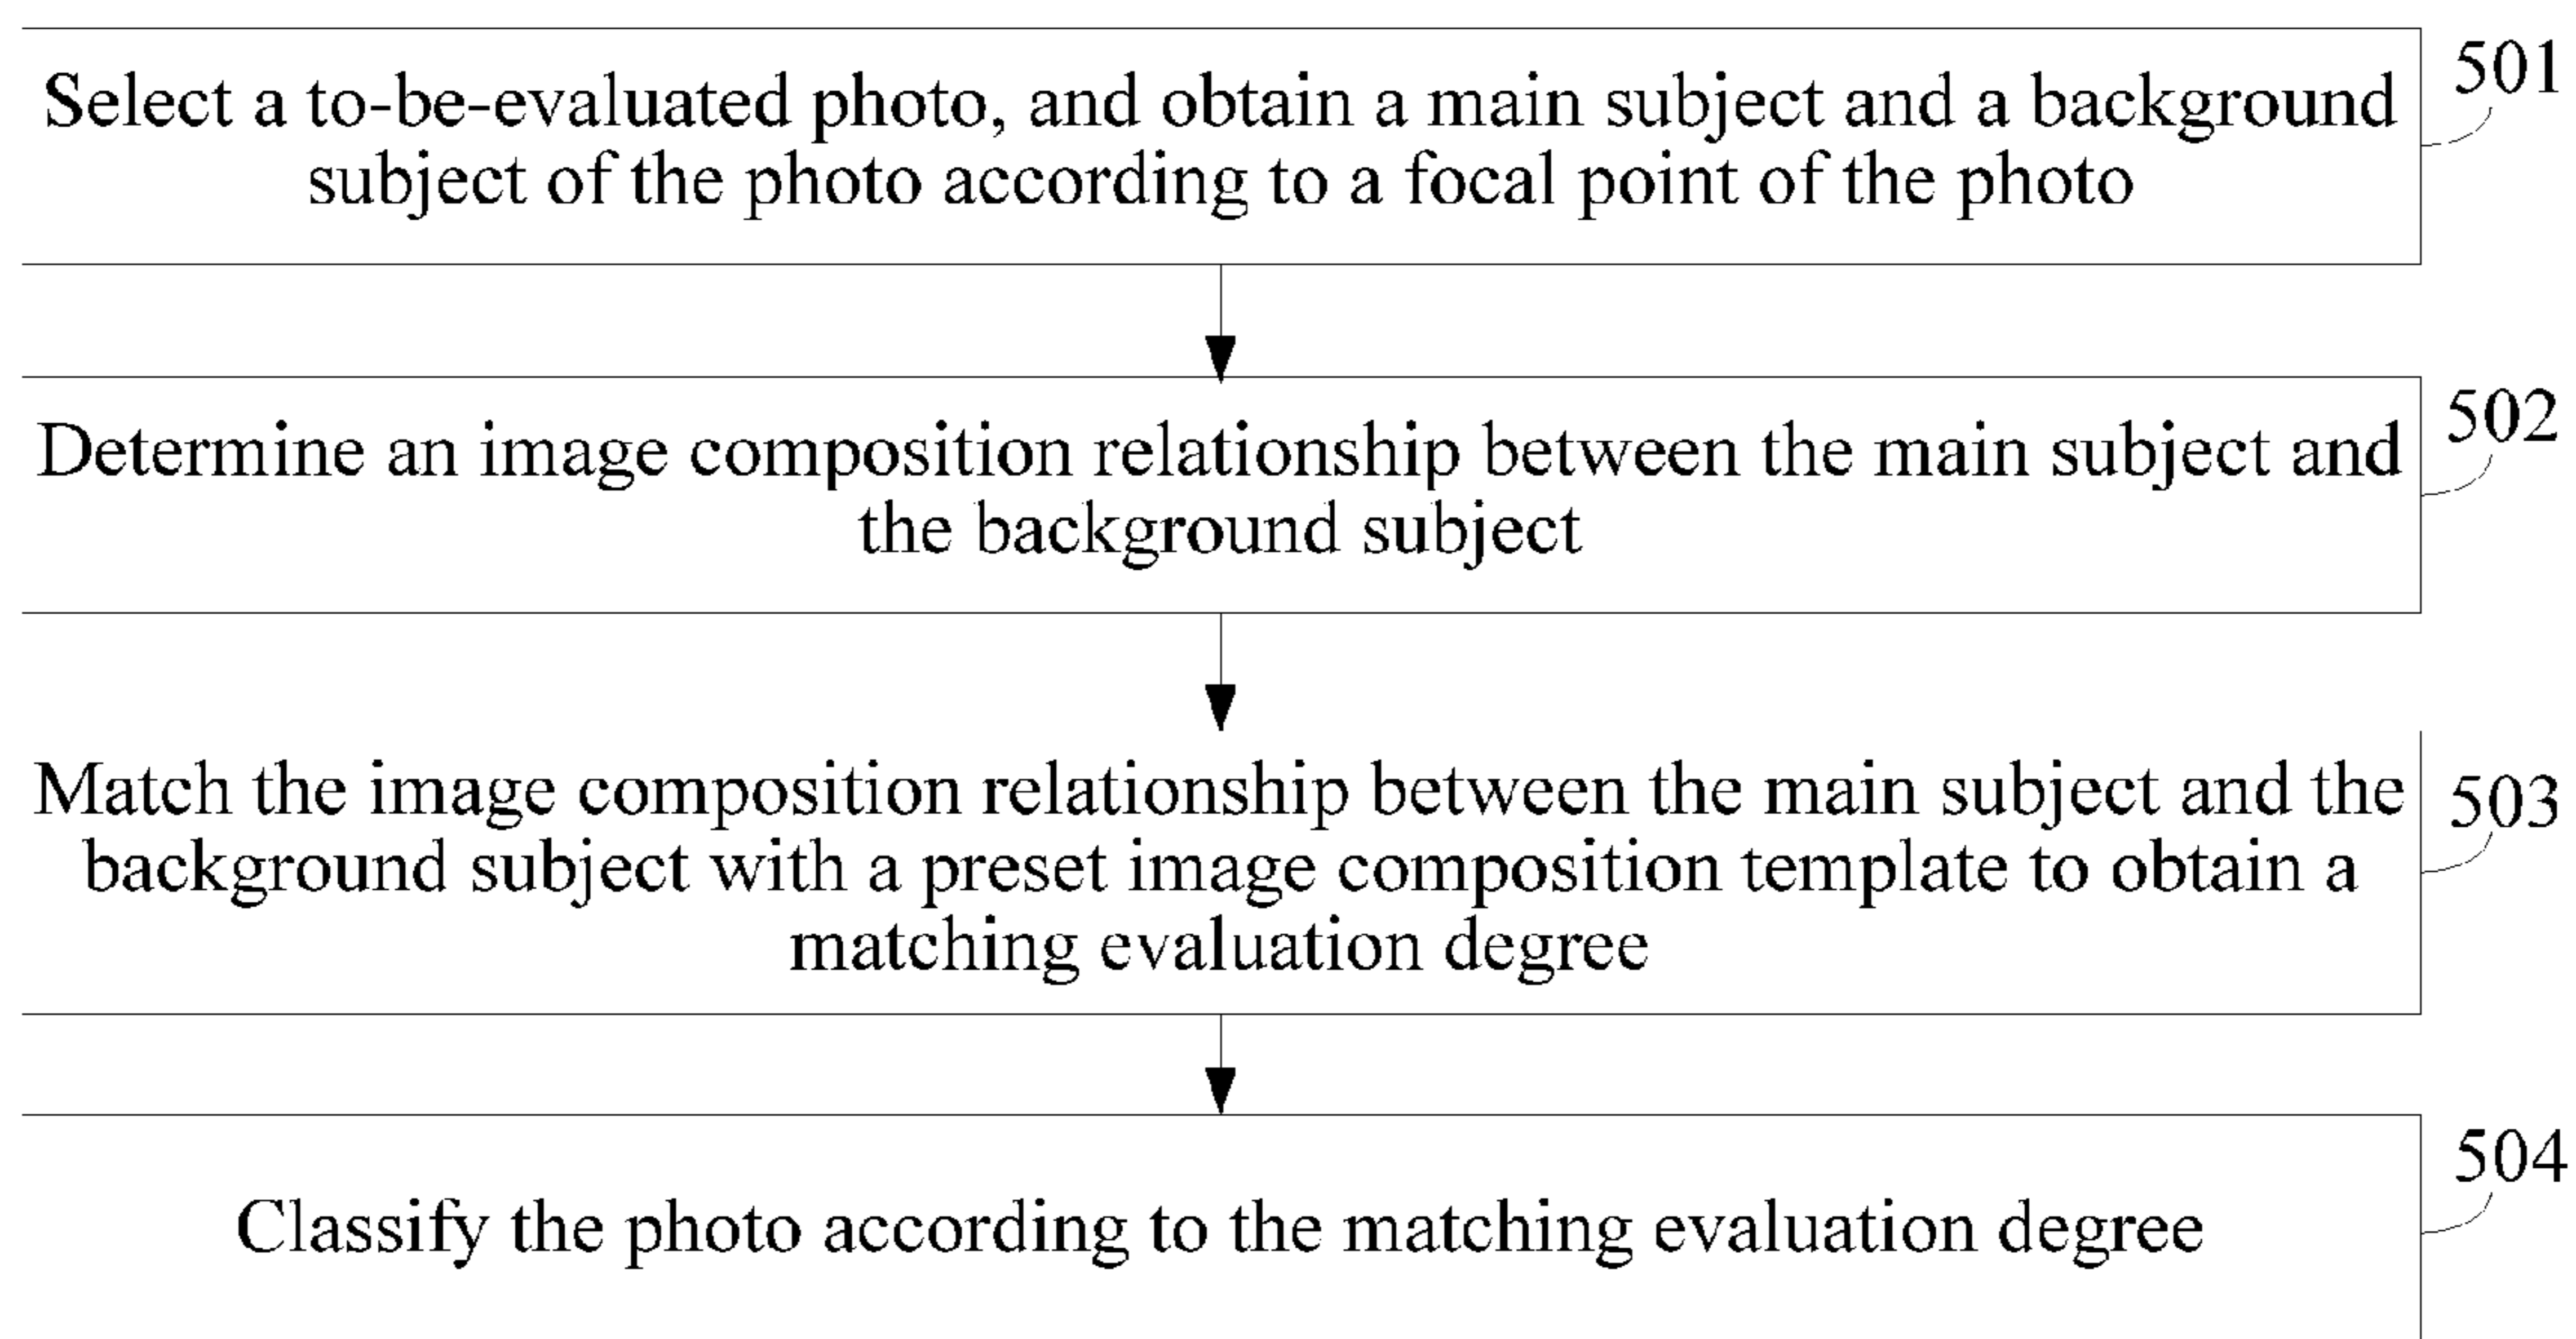 Select a to-be-evaluated photo, and obtain a main subject and a background
subject of the photo according to a focal point of the photo
501
Determine an image composition relationship between the main subject and
the background subject
502
Match the image composition relationship between the main subject and the
background subject with a preset image composition template to obtain a
matching evaluation degree
503
Classify the photo according to the matching evaluation degree
504